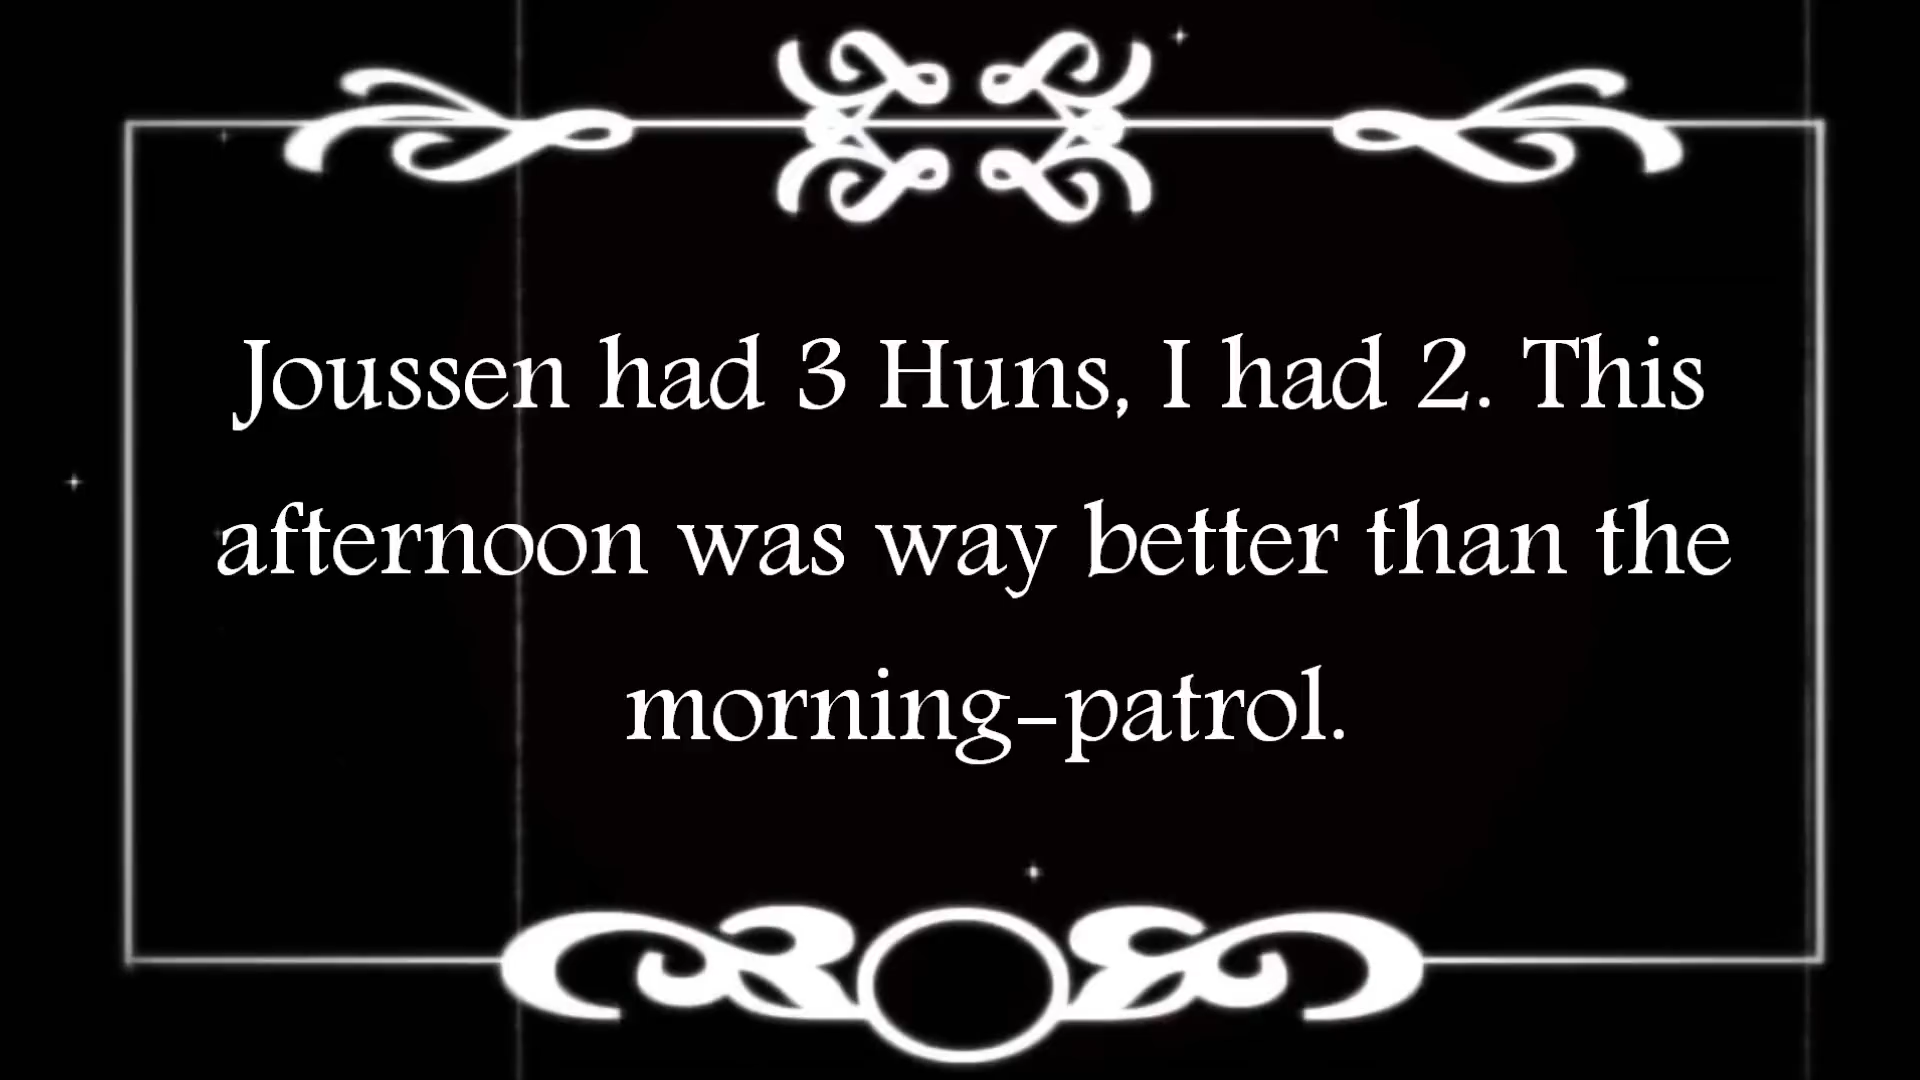 Joussen had 3 Huns, I had 2. This
afternoon was way better than the
morning-patrol.